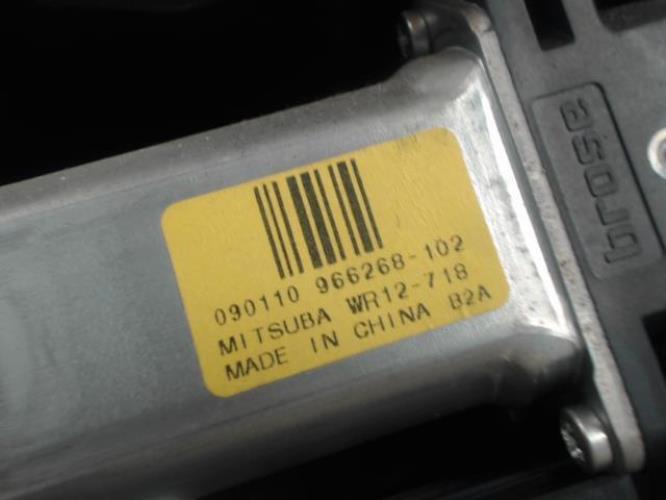 090110 966268-102
MITSUBA WR12-718
MADE IN CHINA B2A
brose